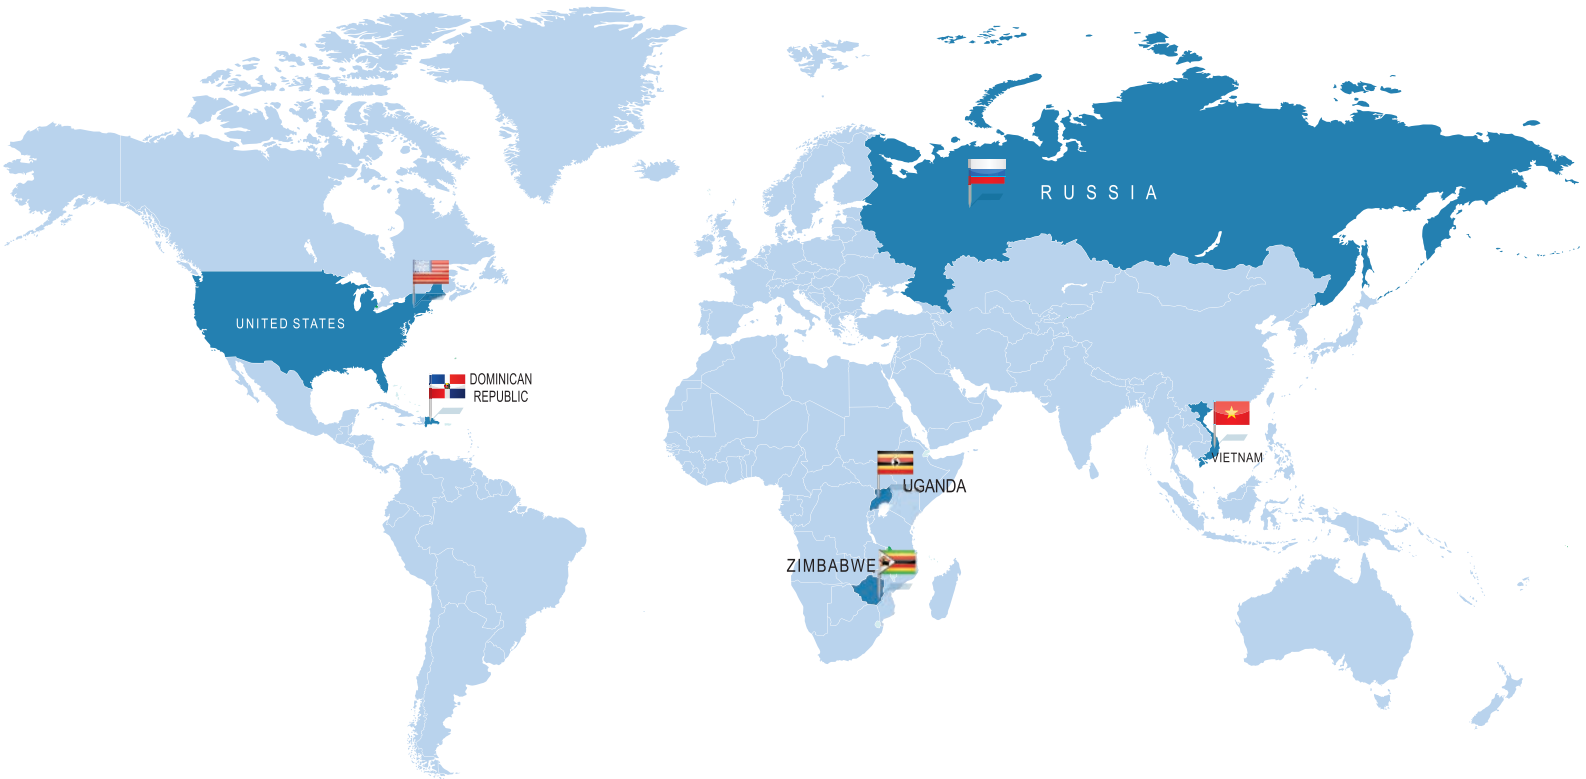 RUSSIA
UNITED STATES
DOMINICAN
REPUBLIC
VIETNAM
UGANDA
ZIMBABWE